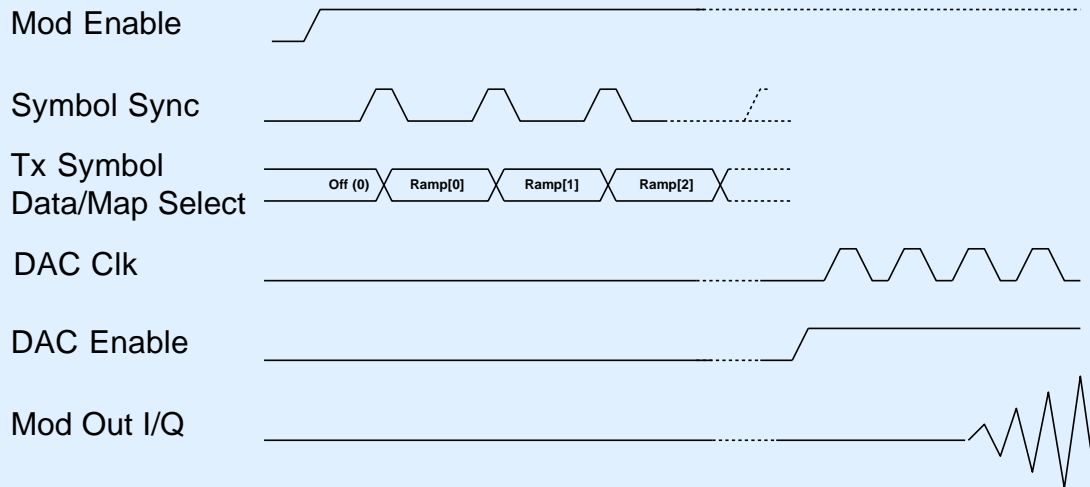 Mod Enable
Symbol Sync
Tx Symbol
Data/Map Select
Off (0) Ramp[0] Ramp[1] Ramp[2]
DAC Clk
DAC Enable
Mod Out I/Q